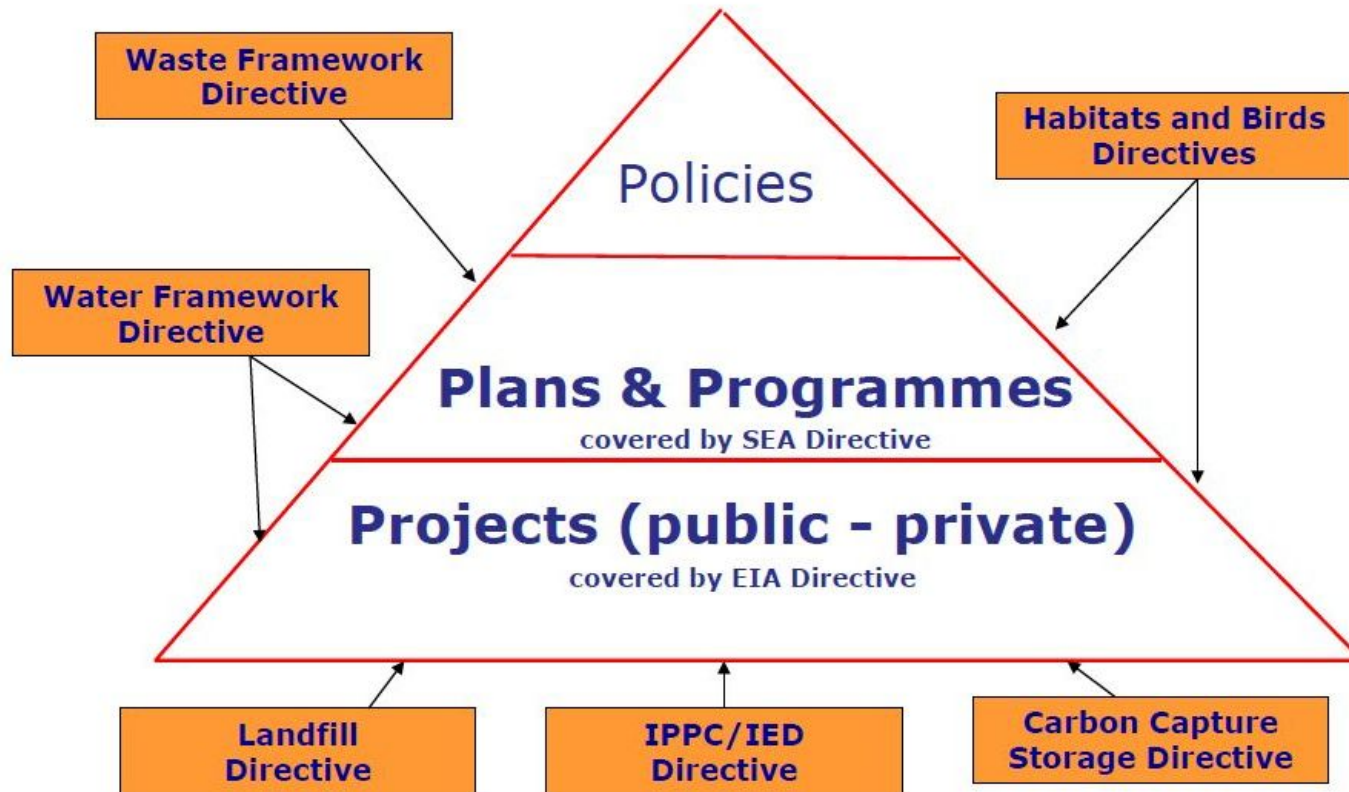 Waste Framework
Directive
Habitats and Birds
Directives
Policies
Water Framework
Directive
Plans & Programmes
covered by SEA Directive
Projects (public - private)
covered by EIA Directive
Landfill
Directive
IPPC/IED
Directive
Carbon Capture
Storage Directive